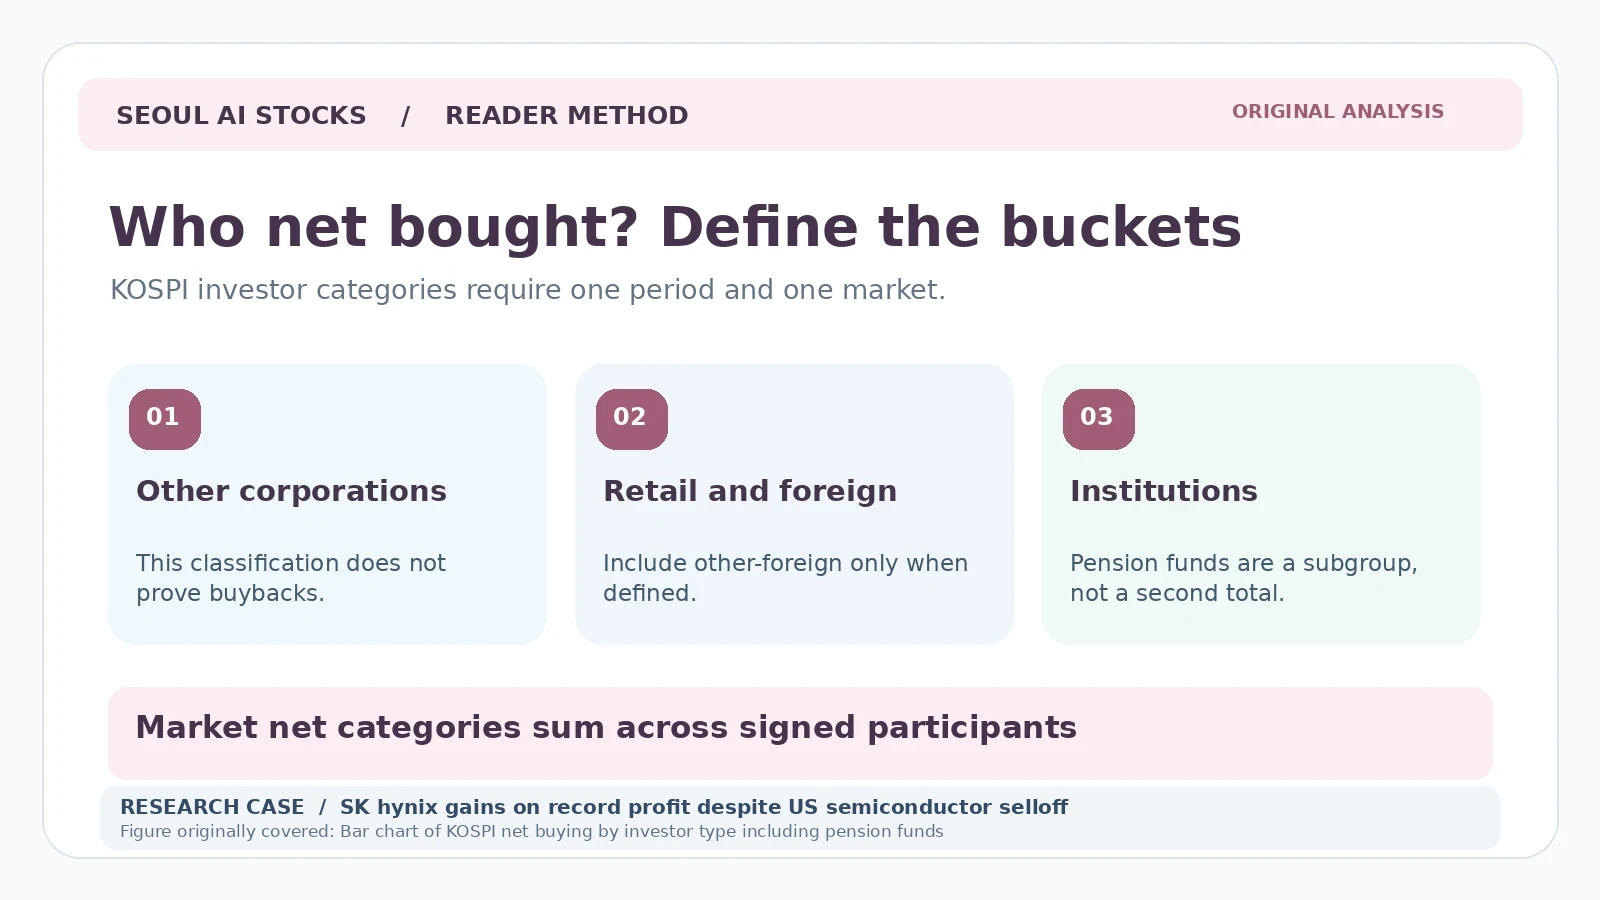 SEOUL AI STOCKS / READER METHOD
ORIGINAL ANALYSIS
Who net bought? Define the buckets
KOSPI investor categories require one period and one market.
01
Other corporations
This classification does not
prove buybacks.
02
Retail and foreign
Include other-foreign only when
defined.
03
Institutions
Pension funds are a subgroup,
not a second total.
Market net categories sum across signed participants
RESEARCH CASE / SK hynix gains on record profit despite US semiconductor selloff
Figure originally covered: Bar chart of KOSPI net buying by investor type including pension funds